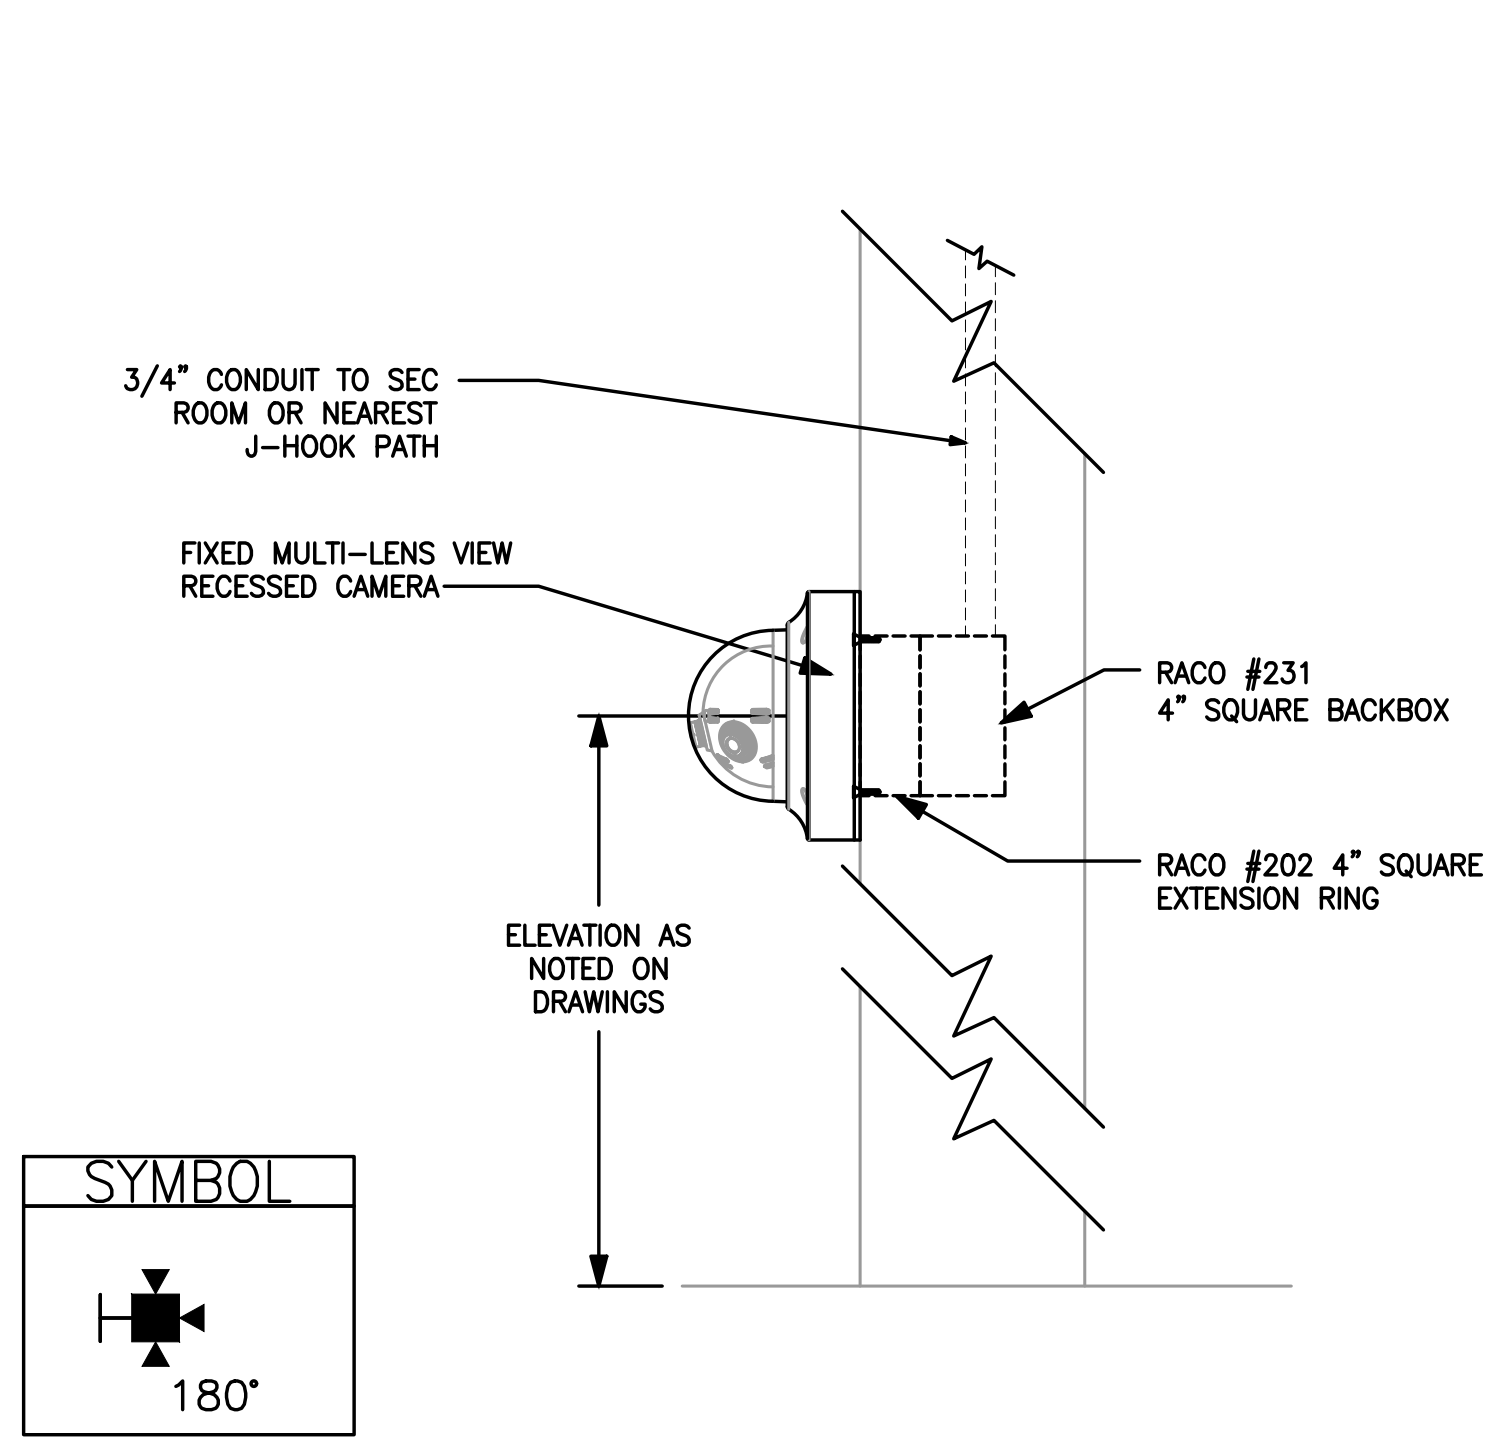 3/4” CONDUIT TO SEC
ROOM OR NEAREST
J-HOOK PATH
FIXED MULTI-LENS VIEW
RECESSED CAMERA
RACO #231
4” SQUARE BACKBOX
RACO #202 4” SQUARE
EXTENSION RING
ELEVATION AS
NOTED ON
DRAWINGS
SYMBOL
180°